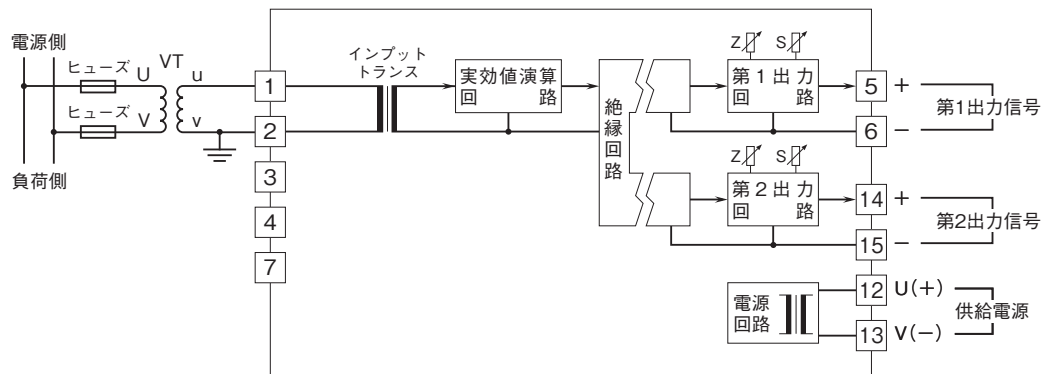 電源側
ヒューズ
U
VT
u
ヒューズ
V
v
負荷側
1
2
3
4
7
インプット
トランス
実効値演算
回路
絶縁回路
Z
S
第1出力
回路
5
+
6
−
第1出力信号
Z
S
第2出力
回路
14
+
15
−
第2出力信号
電源
回路
12
U(+)
13
V(−)
供給電源